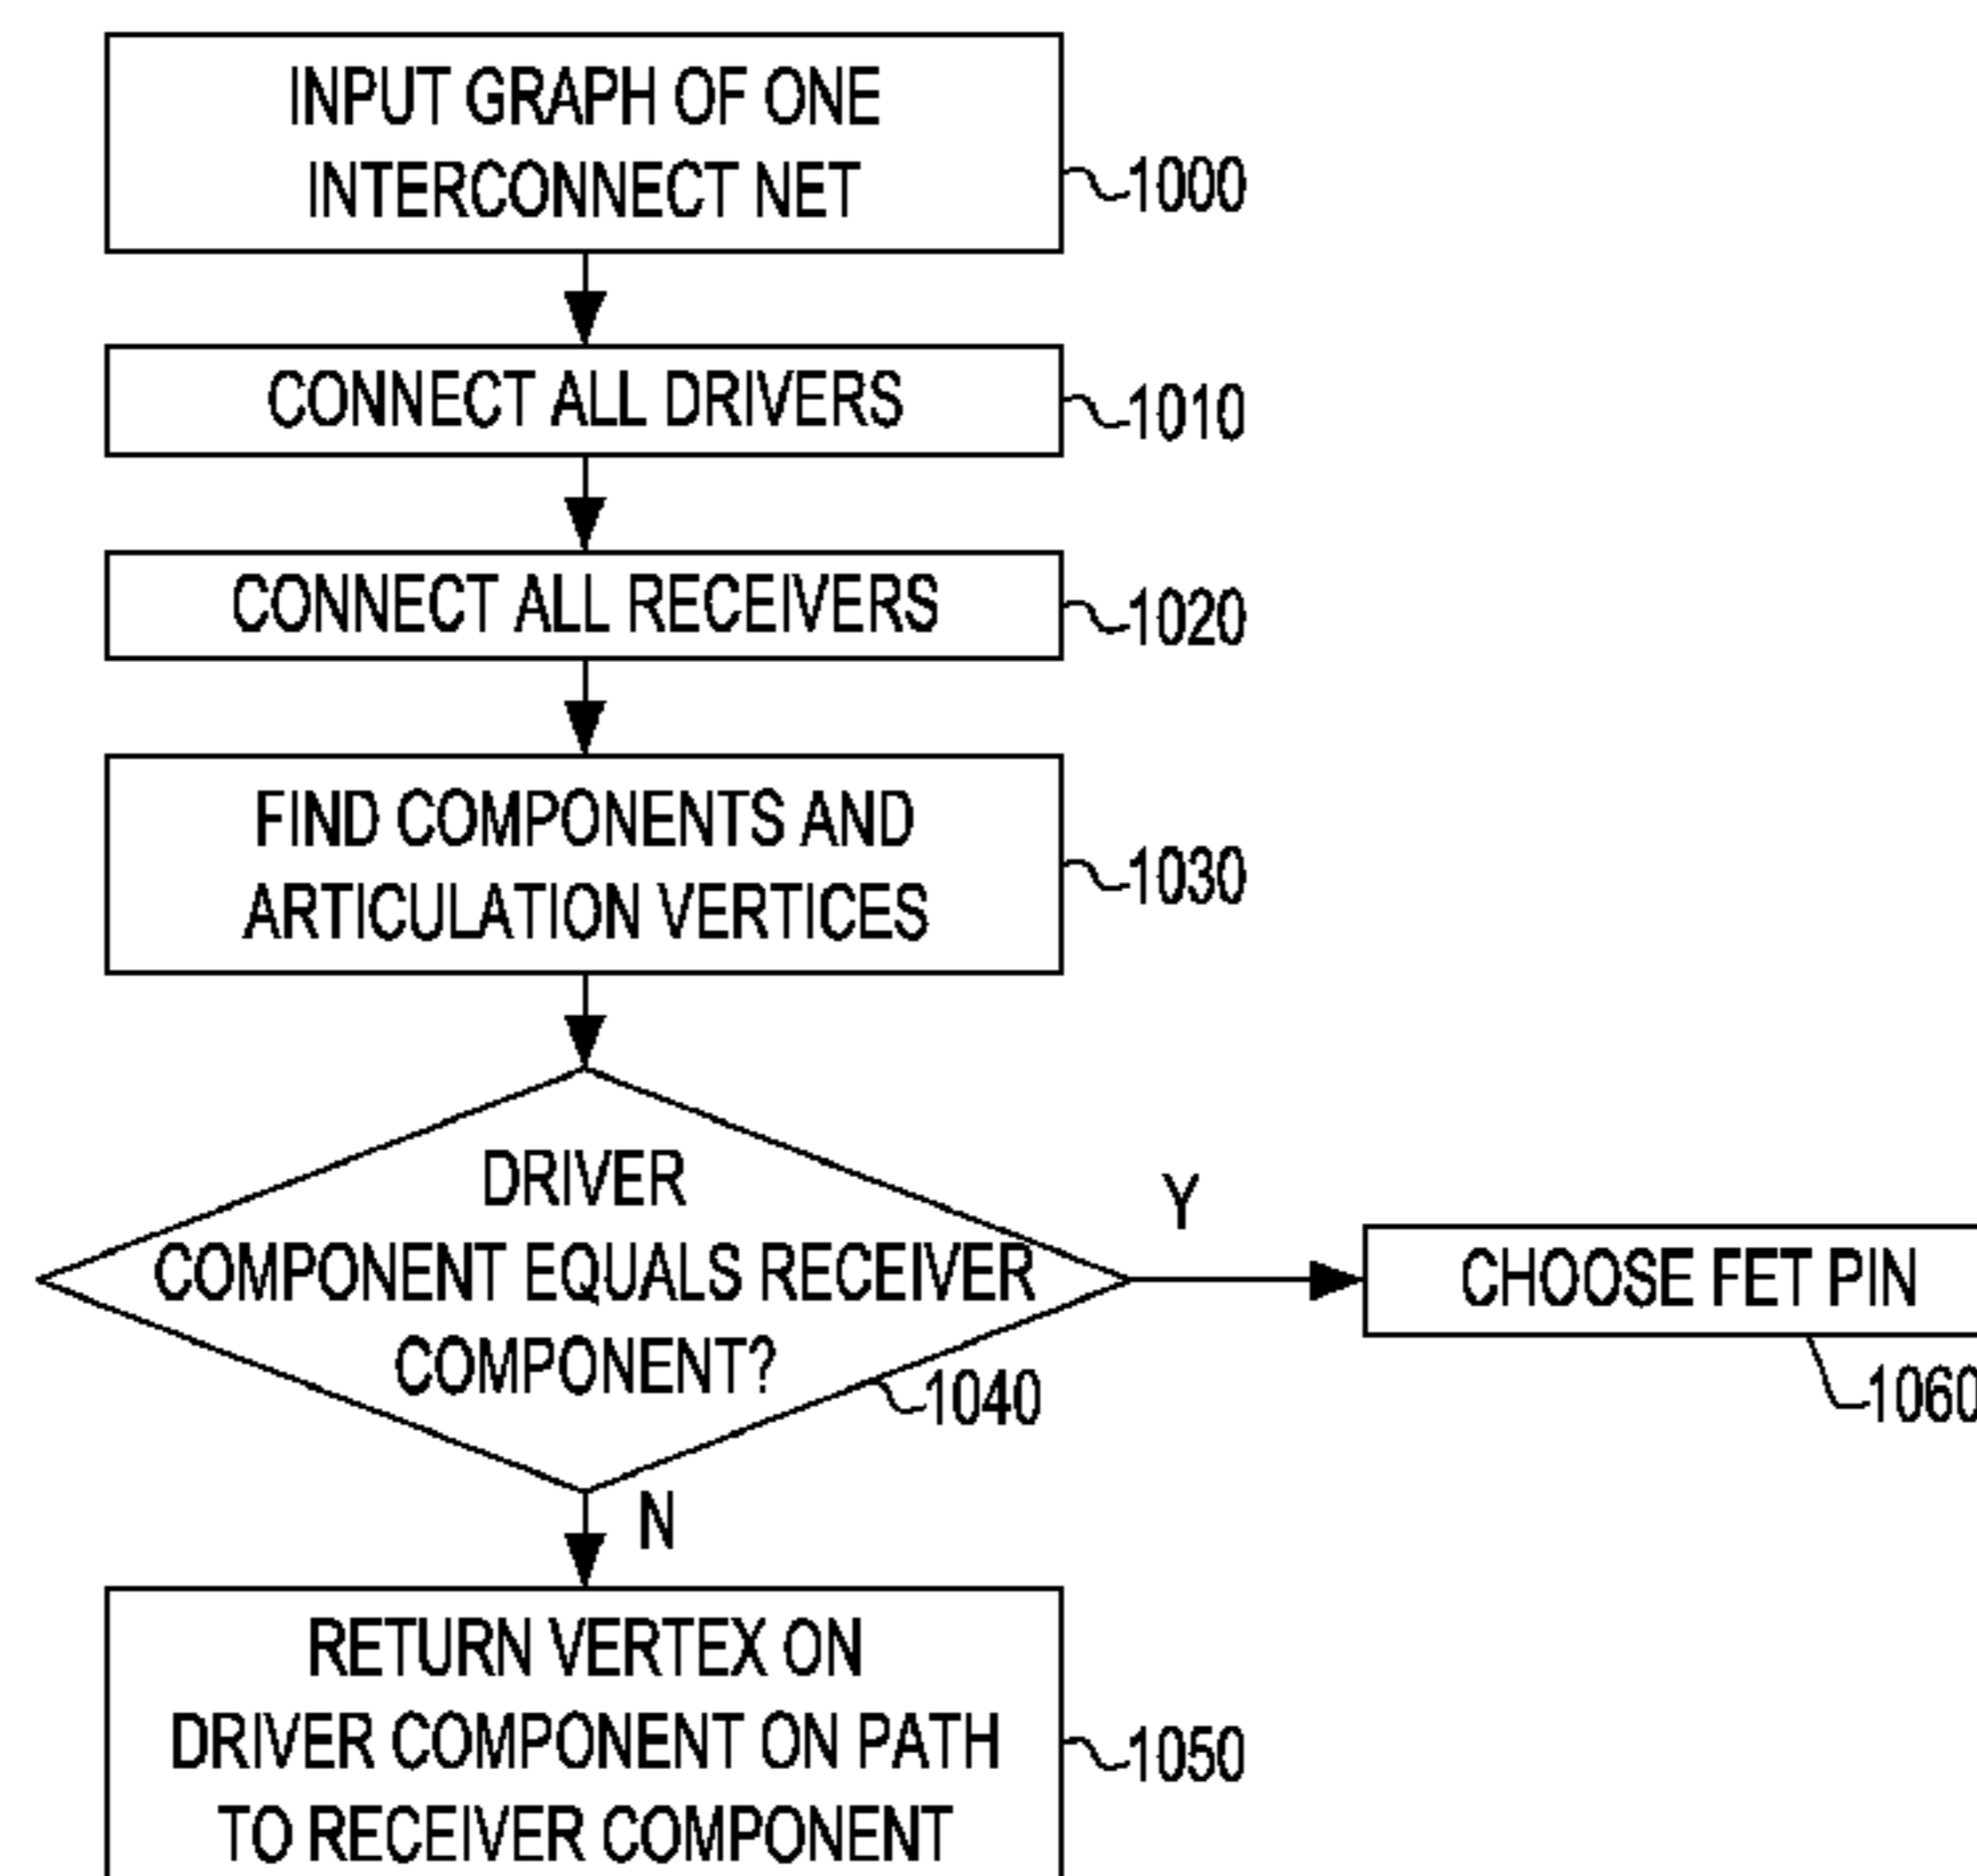 INPUT GRAPH OF ONE
INTERCONNECT NET
1000
CONNECT ALL DRIVERS
1010
CONNECT ALL RECEIVERS
1020
FIND COMPONENTS AND
ARTICULATION VERTICES
1030
DRIVER
COMPONENT EQUALS RECEIVER
COMPONENT?
1040
Y
CHOOSE FET PIN
1060
N
RETURN VERTEX ON
DRIVER COMPONENT ON PATH
TO RECEIVER COMPONENT
1050